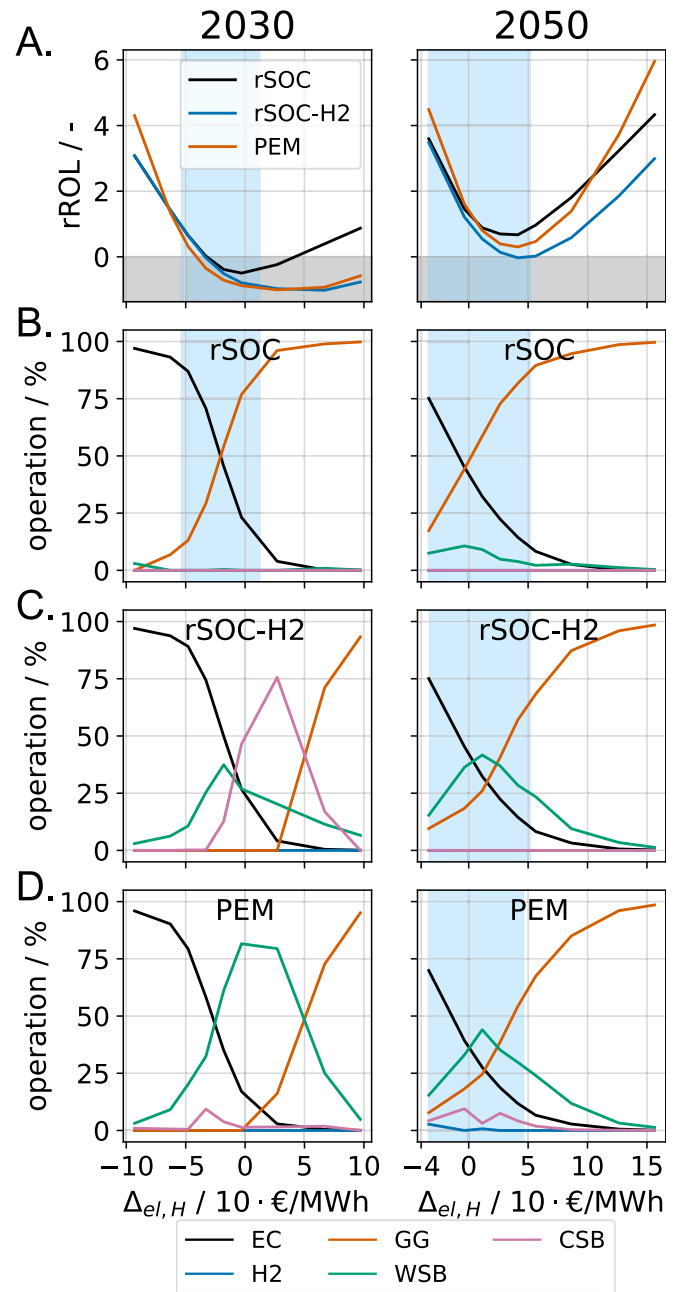 A.
2030 2050
6
4
2
0
rROL / -
rSOC
rSOC-H2
PEM
B.
100
75
50
25
0
operation / %
rSOC rSOC
C.
100
75
50
25
0
operation / %
rSOC-H2 rSOC-H2
D.
100
75
50
25
0
operation / %
PEM PEM
−10 −5 0 5 10 −4 0 5 10 15
Δel, H / 10 · €/MWh Δel, H / 10 · €/MWh
EC GG CSB
H2 WSB